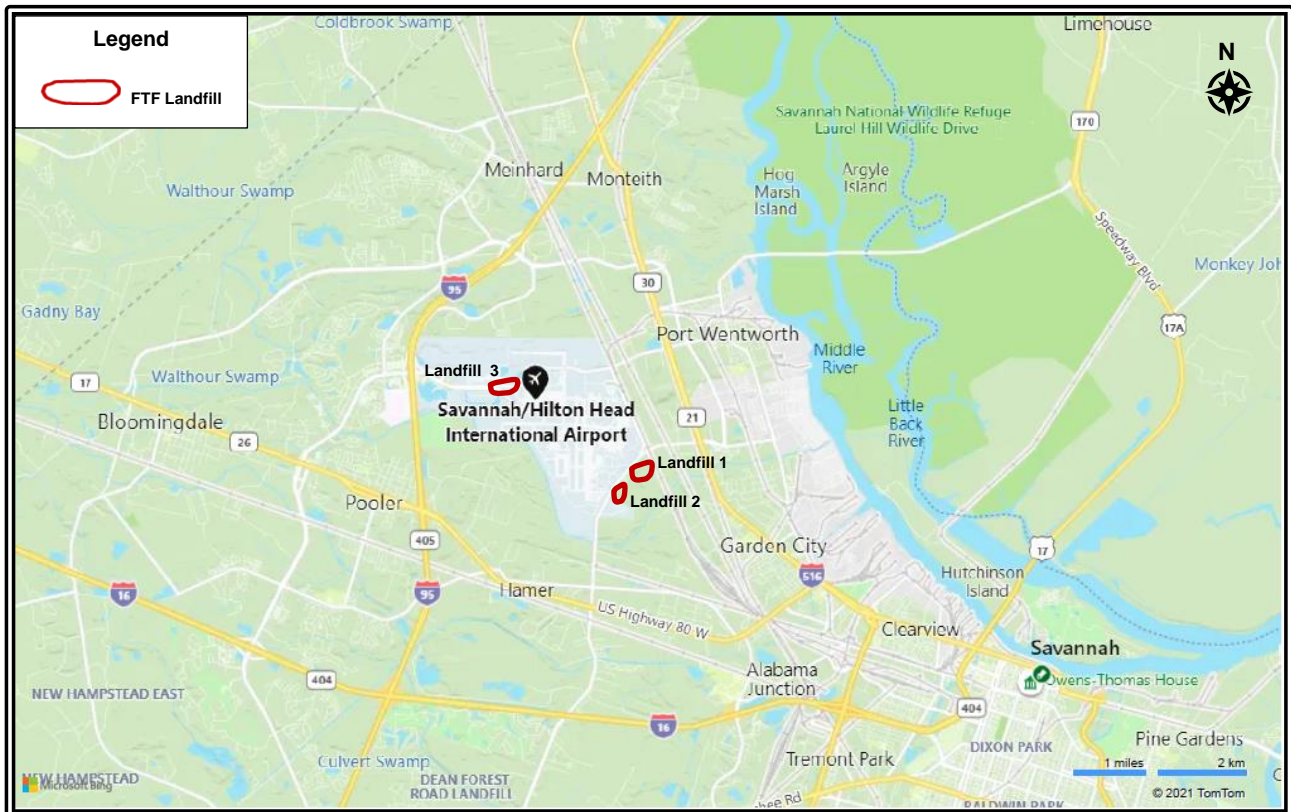 Legend
FTF Landfill
N
Coldbrook Swamp
Limehouse
Savannah National Wildlife Refuge
Laurel Hill Wildlife Drive
170
Meinhard
Monteith
Hog
Marsh
Island
Argyle
Island
Walthour Swamp
Speedway Blvd
95
30
Gadny Bay
17A
Port Wentworth
Middle
River
Landfill 3
17
Walthour Swamp
Savannah/Hilton Head
International Airport
21
Little
Back
River
Bloomingdale
26
Landfill 1
Landfill 2
Pooler
405
Garden City
17
516
Hutchinson
Island
16
95
Hamer
US Highway 80 W
Clearview
Savannah
Owens-Thomas House
Alabama
Junction
404
NEW HAMPSTEAD EAST
404
16
DIXON PARK
Pine Gardens
Culvert Swamp
Tremont Park
1 miles
2 km
NEW HAMPSTEAD
Microsoft Bing
DEAN FOREST
ROAD LANDFILL
© 2021 TomTom
BALDWIN PARK